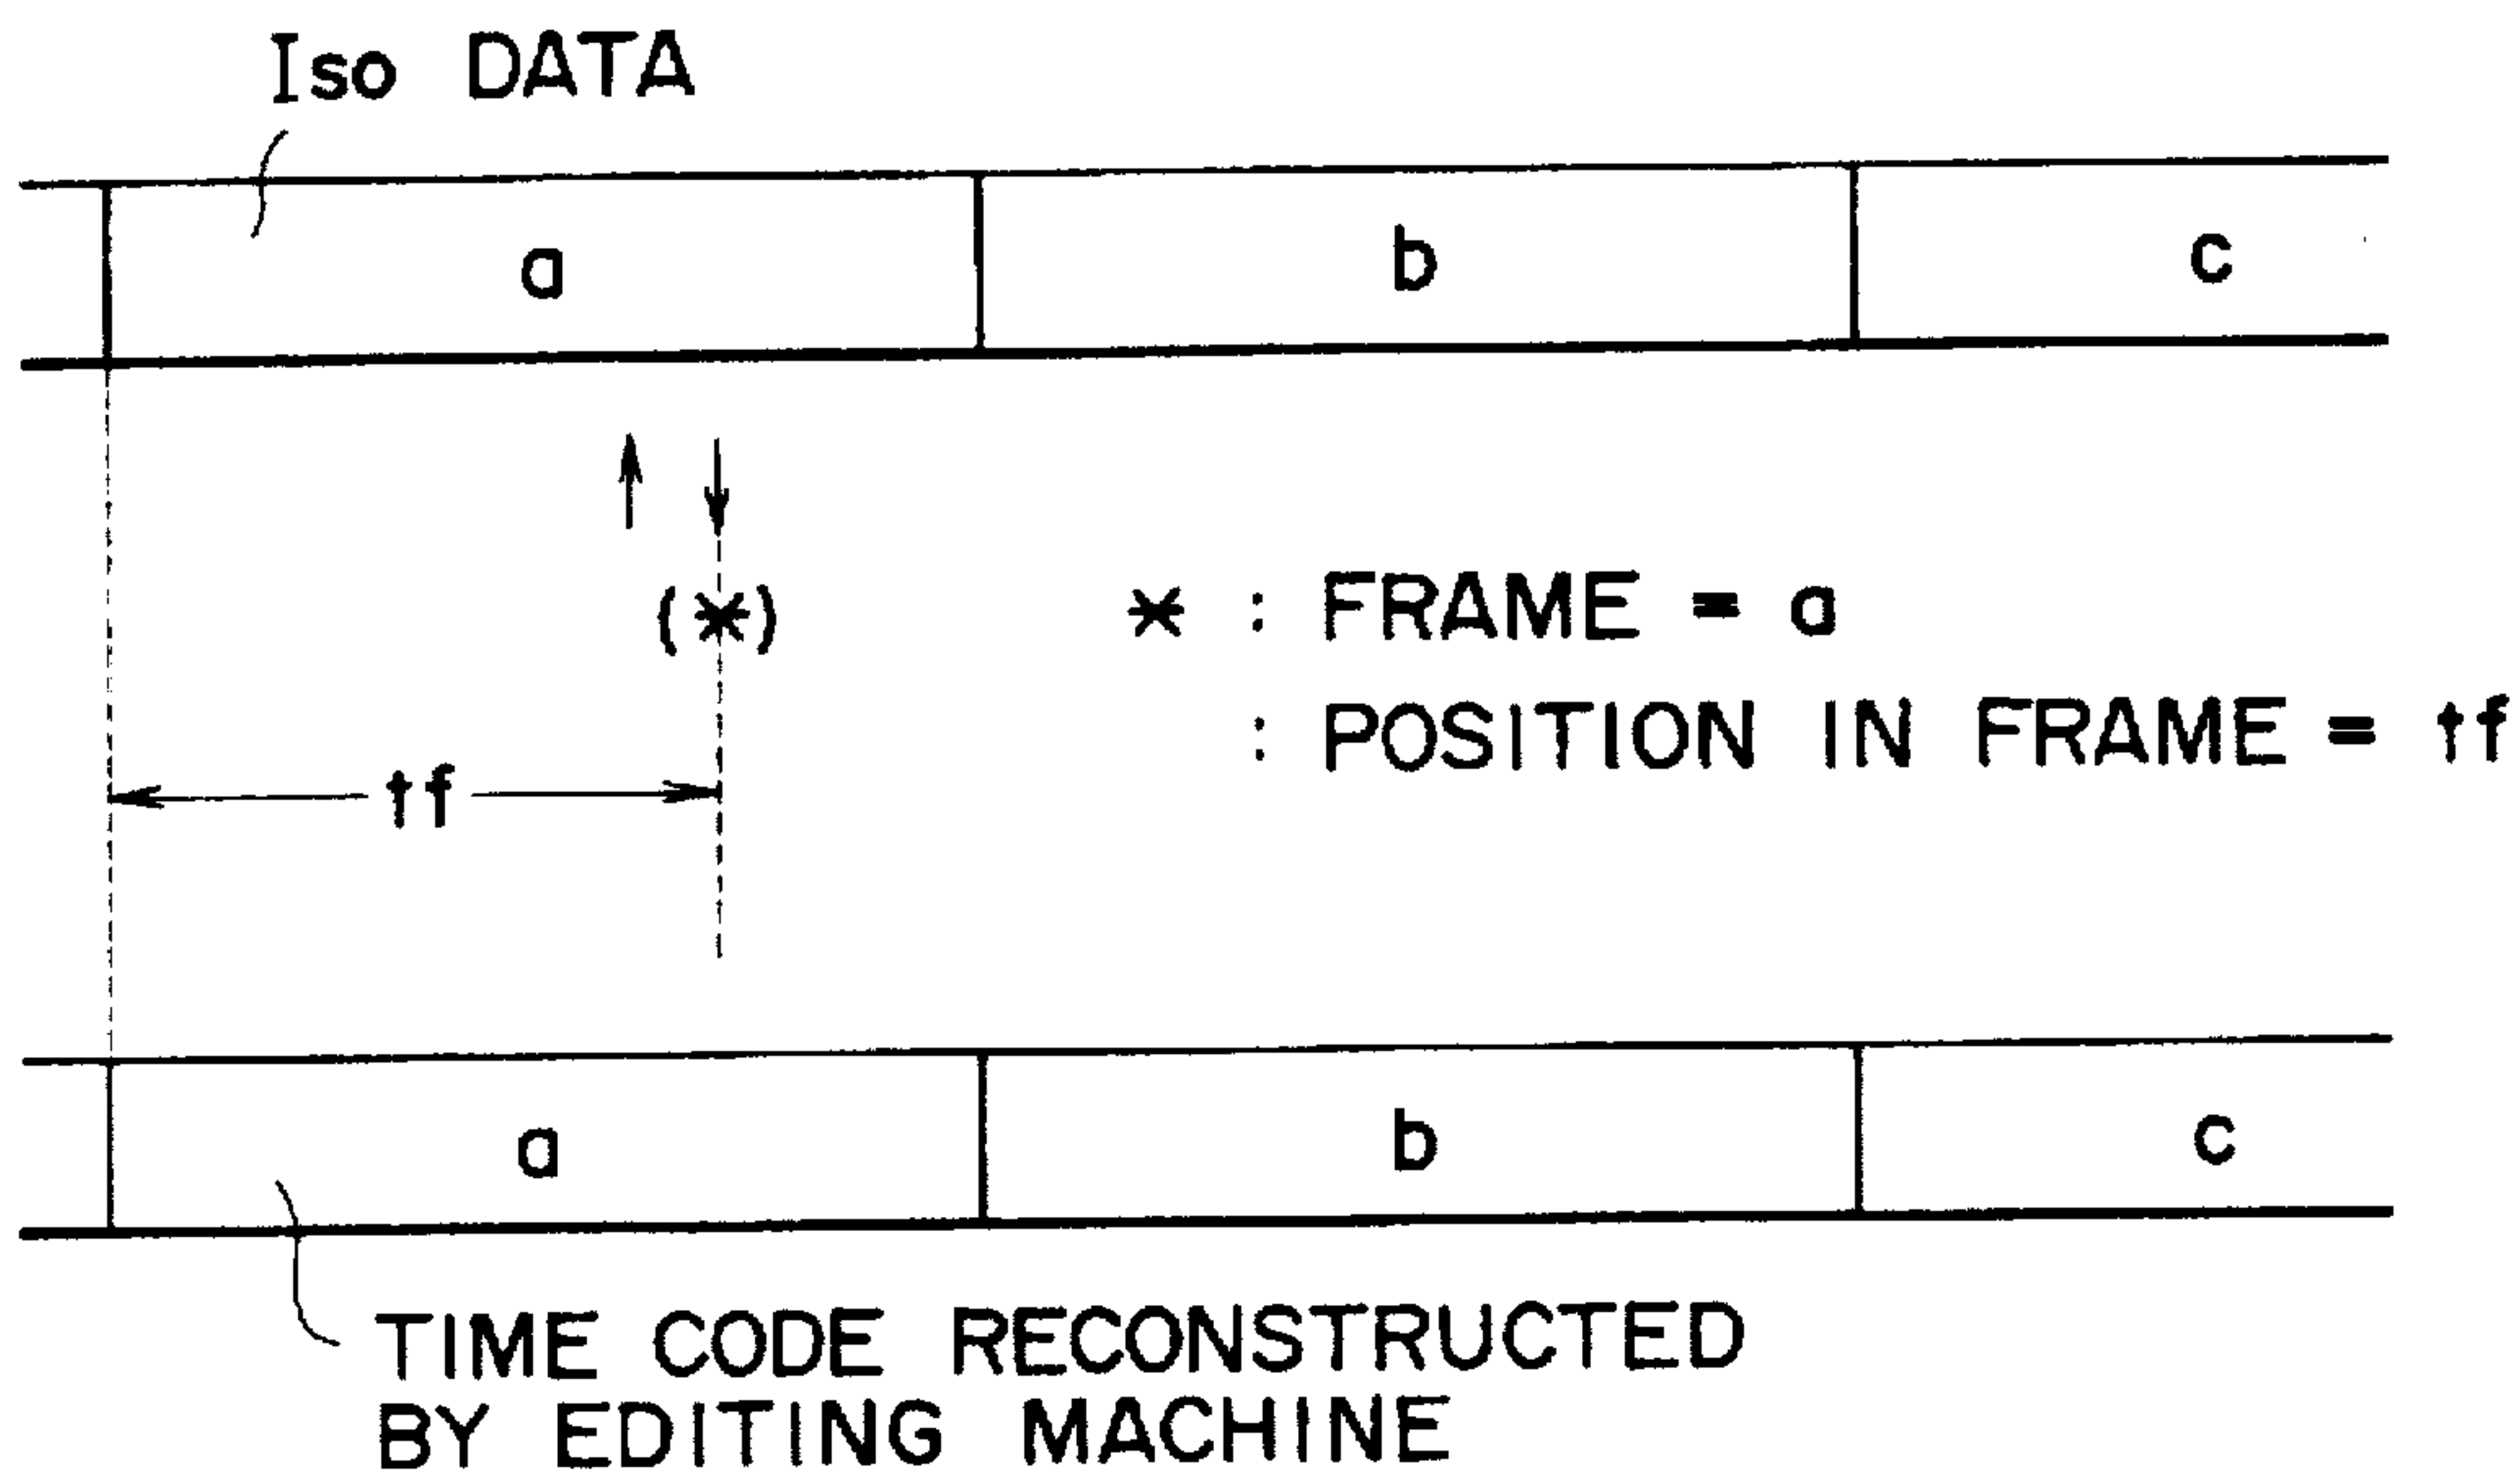 Iso DATA
a b c
(*) * : FRAME = a
: POSITION IN FRAME = tf
tf
a b c
TIME CODE RECONSTRUCTED
BY EDITING MACHINE